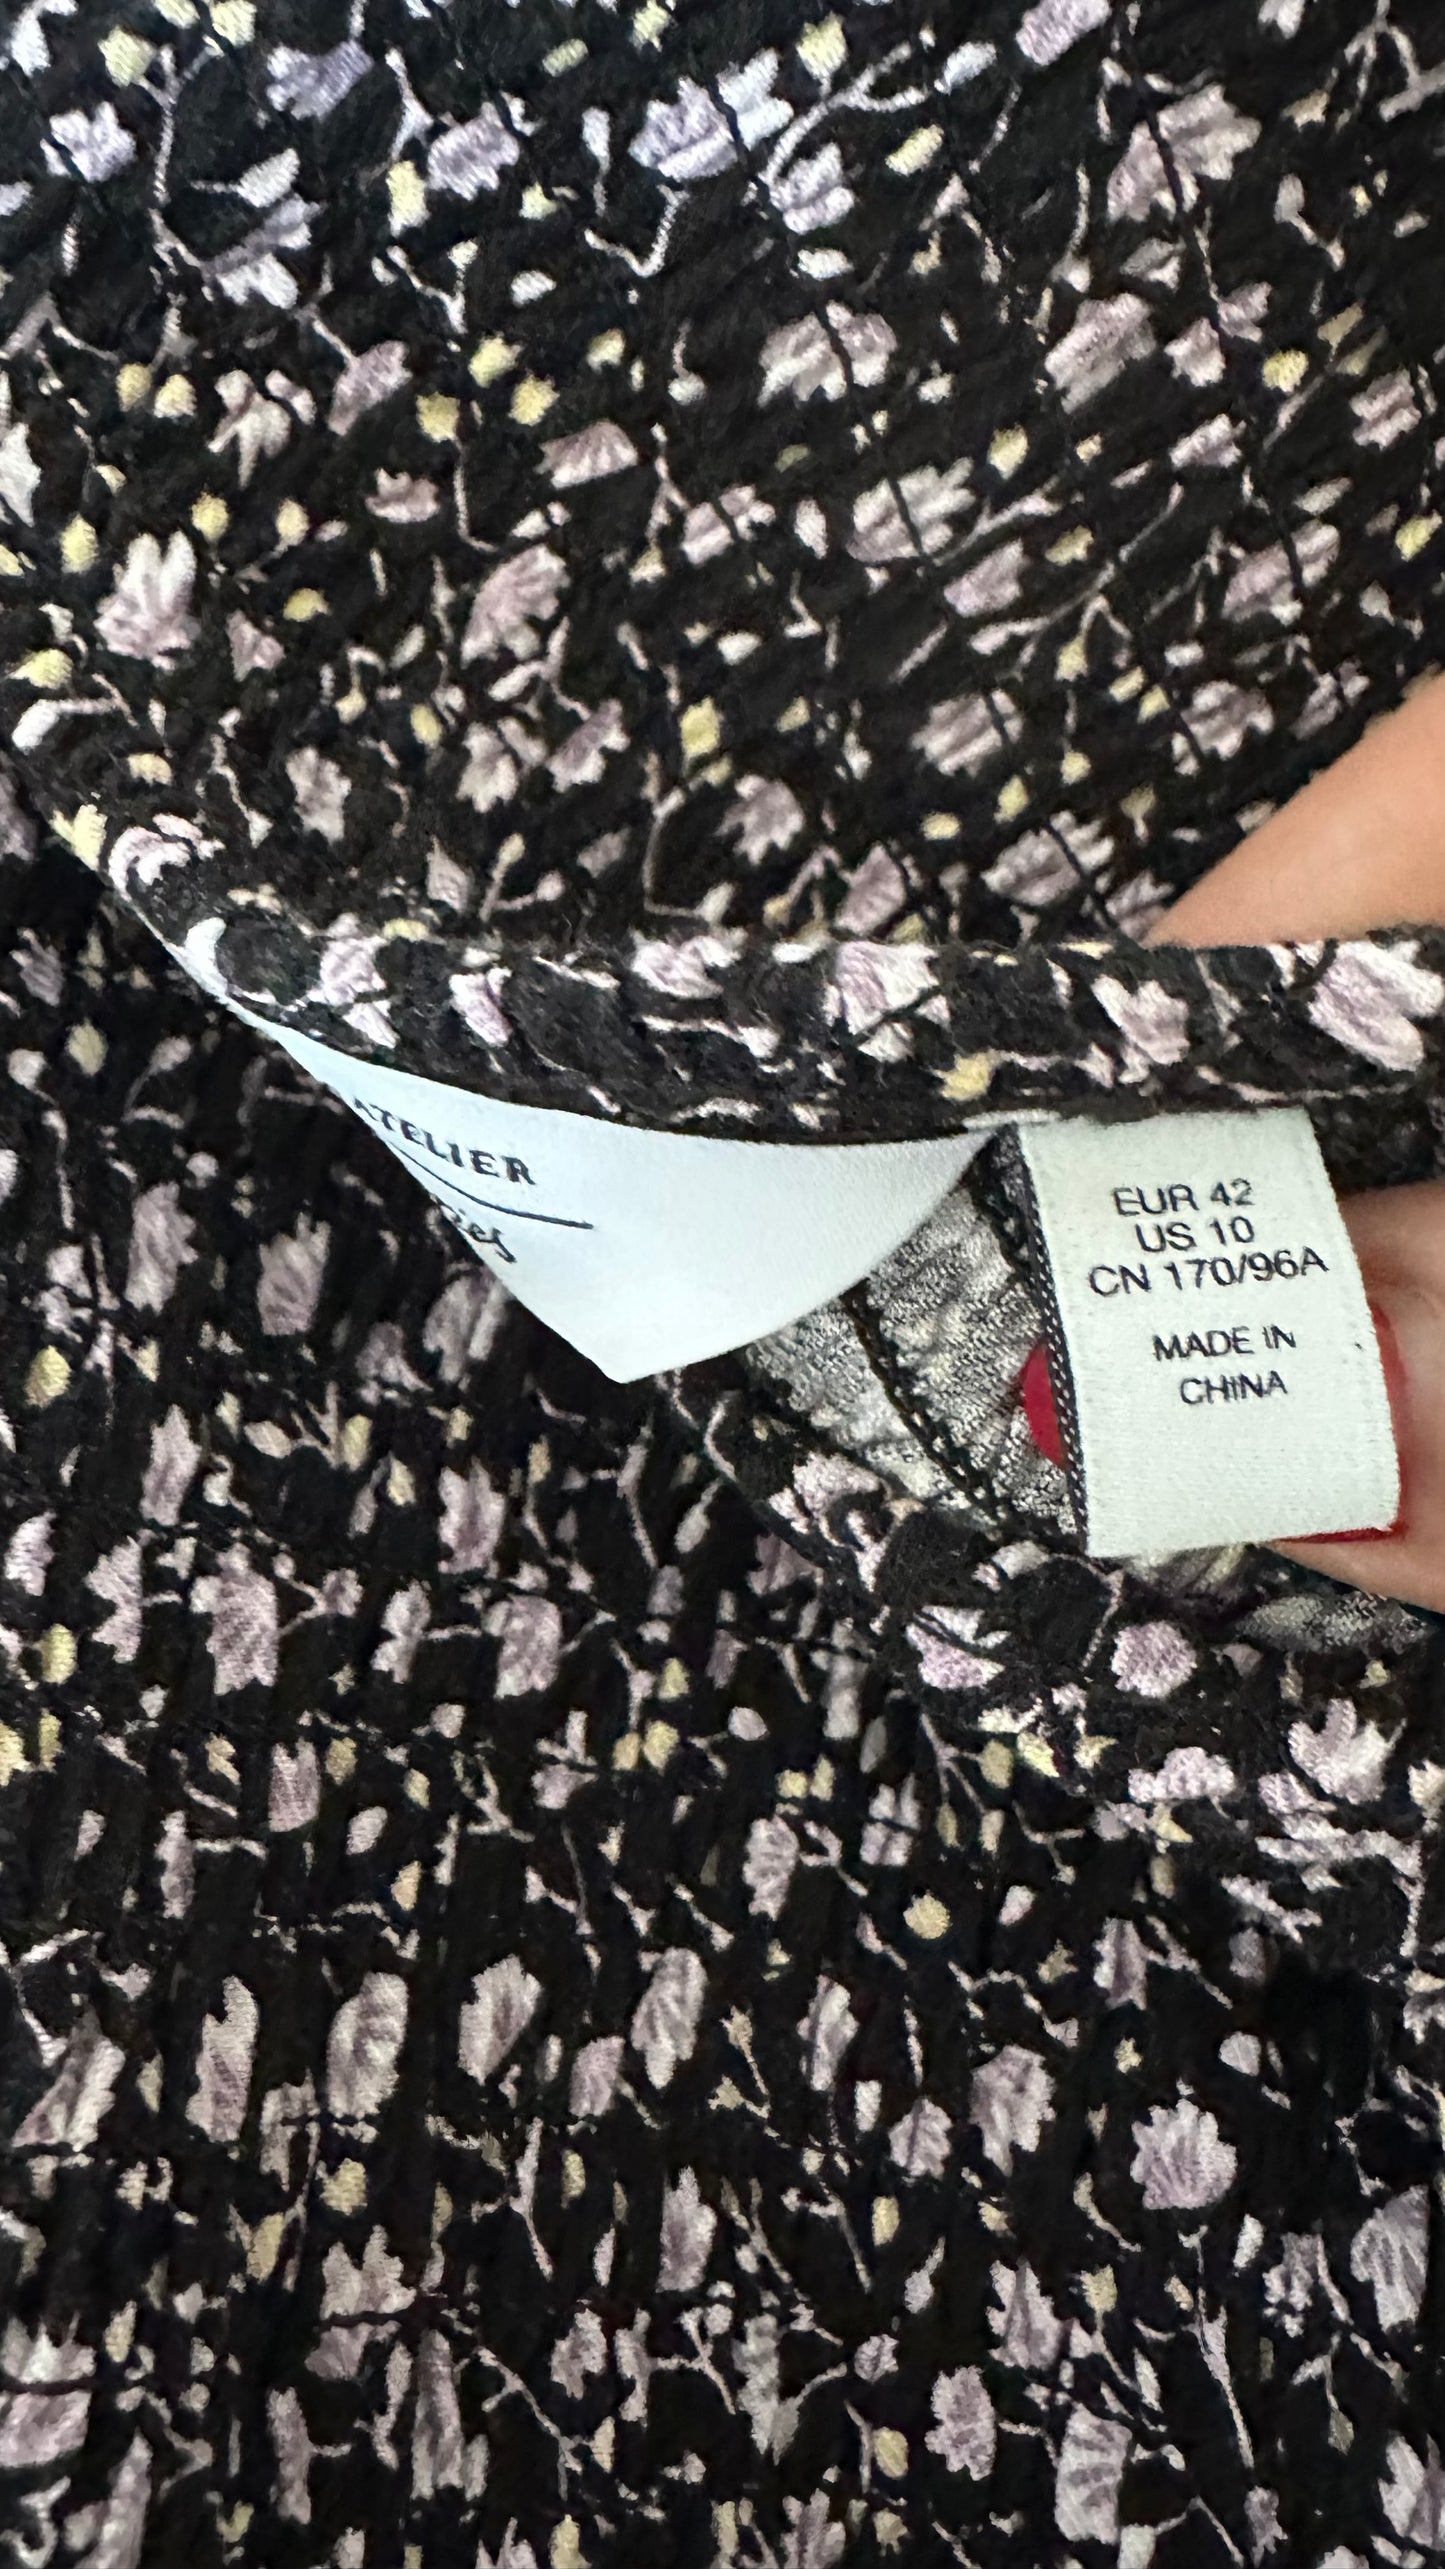 ATELIER
EUR 42
US 10
CN 170/96A
MADE IN
CHINA